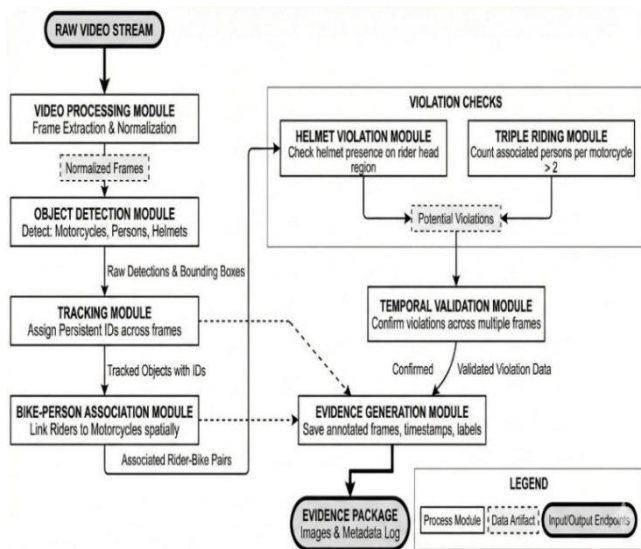 RAW VIDEO STREAM
VIDEO PROCESSING MODULE
Frame Extraction & Normalization
Normalized Frames
OBJECT DETECTION MODULE
Detect: Motorcycles, Persons, Helmets
Raw Detections & Bounding Boxes
TRACKING MODULE
Assign Persistent IDs across frames
Tracked Objects with IDs
BIKE-PERSON ASSOCIATION MODULE
Link Riders to Motorcycles spatially
Associated Rider-Bike Pairs
VIOLATION CHECKS
HELMET VIOLATION MODULE
Check helmet presence on rider head
region
TRIPLE RIDING MODULE
Count associated persons per motorcycle
> 2
Potential Violations
TEMPORAL VALIDATION MODULE
Confirm violations across multiple frames
Confirmed
Validated Violation Data
EVIDENCE GENERATION MODULE
Save annotated frames, timestamps, labels
EVIDENCE PACKAGE
Images & Metadata Log
LEGEND
Process Module
Data Artifact
Input/Output Endpoints